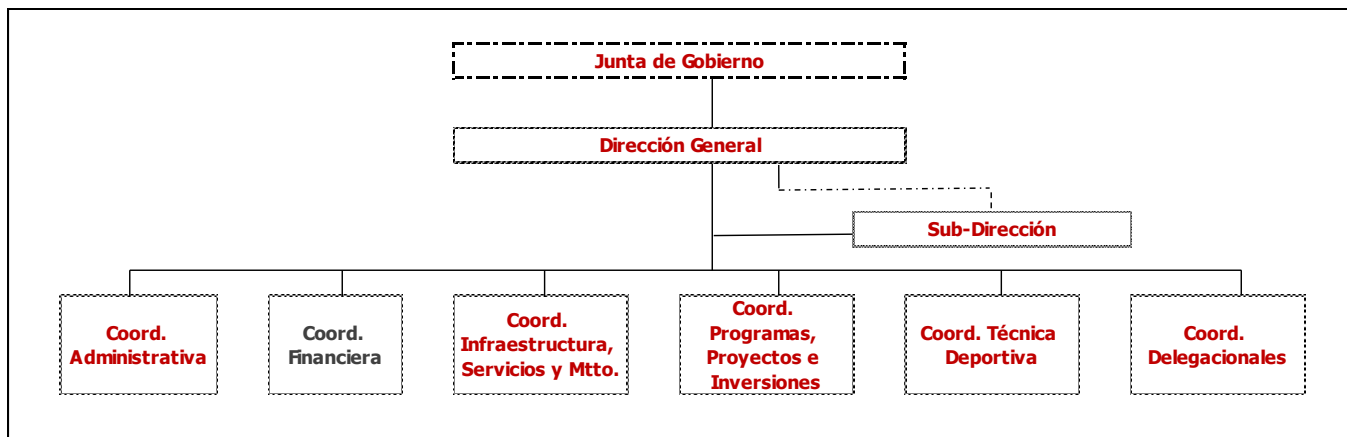 Junta de Gobierno
Dirección General
Sub-Dirección
Coord.
Administrativa
Coord.
Financiera
Coord.
Infraestructura,
Servicios y Mtto.
Coord.
Programas,
Proyectos e
Inversiones
Coord. Técnica
Deportiva
Coord.
Delegacionales